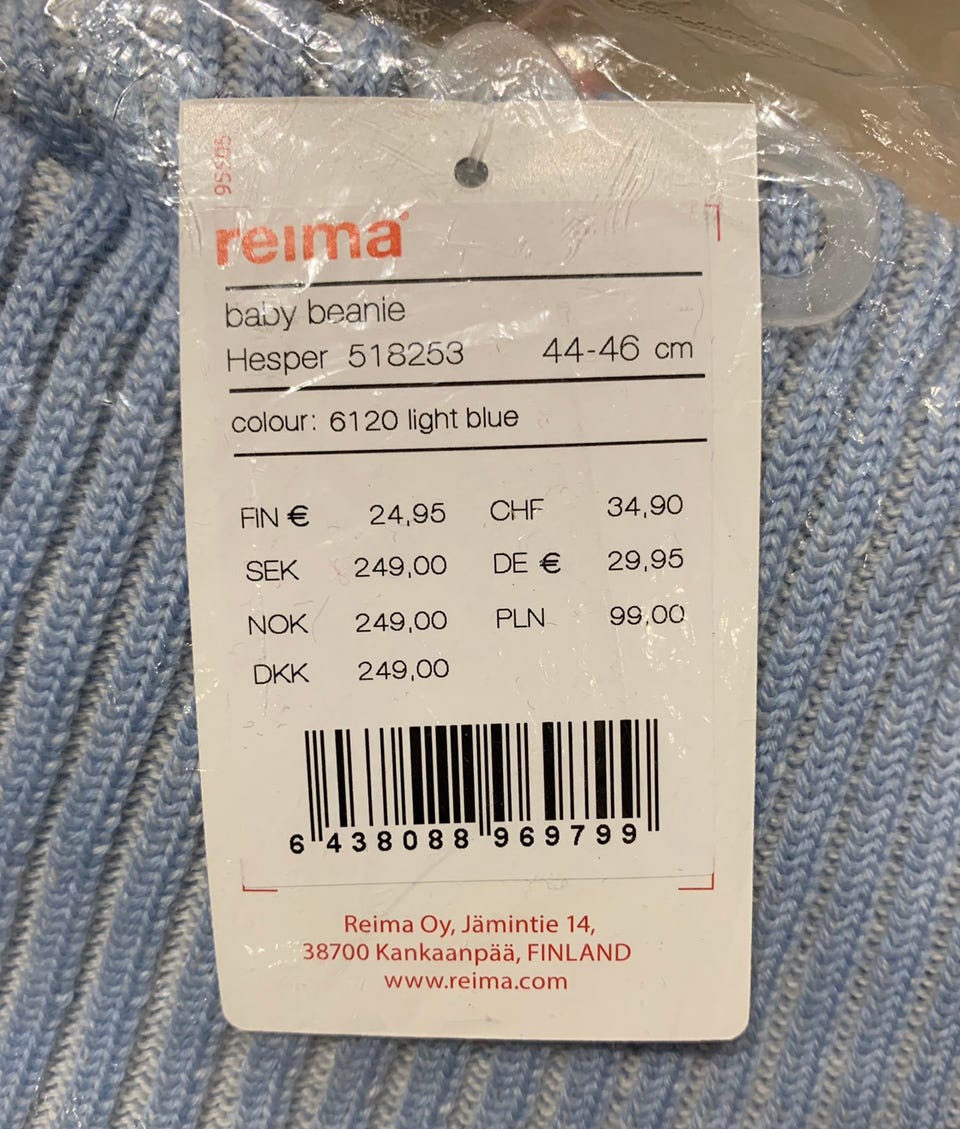 reima
baby beanie
Hesper 518253 44-46 cm
colour: 6120 light blue
FIN € 24,95 CHF 34,90
SEK 249,00 DE € 29,95
NOK 249,00 PLN 99,00
DKK 249,00
6 438088 969799
Reima Oy, Jämintie 14,
38700 Kankaanpää, FINLAND
www.reima.com